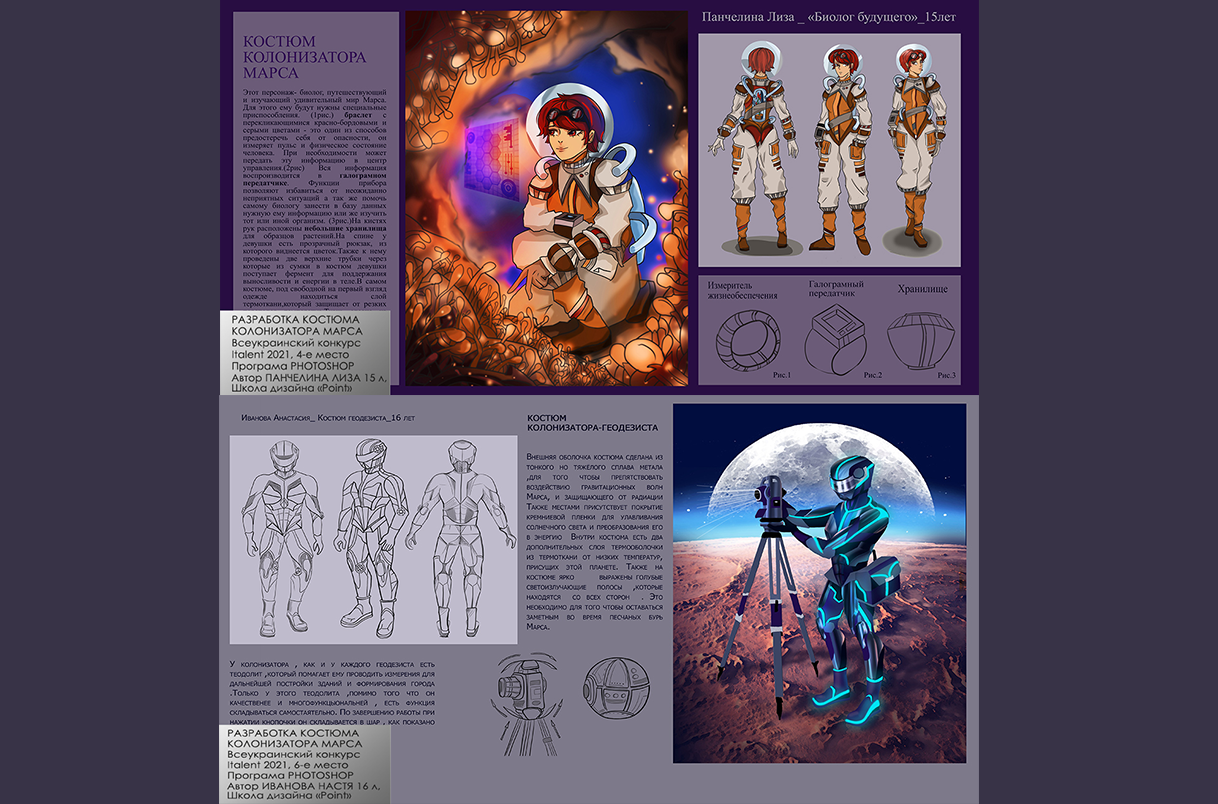 КОСТЮМ
КОЛОНИЗАТОРА
МАРСА
Этот персонаж- биолог, путешествующий
и изучающий удивительный мир Марса.
Для этого ему будут нужны специальные
приспособления. (1рис.) браслет с
перекликающимися красно-бордовыми и
серыми цветами - это один из способов
предостеречь себя от опасности, он
измеряет пульс и физическое состояние
человека. При необходимости может
передать эту информацию в центр
управления.(2рис) Вся информация
воспроизводится в галограмном
передатчике. Функции прибора
позволяют избавиться от неожиданно
неприятных ситуаций а так же помочь
самому биологу занести в базу данных
нужную ему информацию или же изучить
тот или иной организм. (3рис.)На кистях
рук расположены небольшие хранилища
для образцов растений.На спине у
девушки есть прозрачный рюкзак, из
которого виднеется цветок.Также к нему
проведены две верхние трубки через
которые из сумки в костюм девушки
поступает фермент для поддержания
выносливости и енергии в теле.В самом
костюме, под свободной на первый взгляд
одежде находиться слой
термоткани,который защищает от резких
РАЗРАБОТКА КОСТЮМА
КОЛОНИЗАТОРА МАРСА
Всеукраинский конкурс
Italent 2021, 4-е место
Програма PHOTOSHOP
Автор ПАНЧЕЛИНА ЛИЗА 15 л,
Школа дизайна «Point»
Панчелина Лиза _ «Биолог будущего»_15лет
Измеритель
жизнеобеспечения
Галограмный
передатчик
Хранилище
Рис.1
Рис.2
Рис.3
Иванова Анастасия_ Костюм геодезиста_16 лет
КОСТЮМ
КОЛОНИЗАТОРА-ГЕОДЕЗИСТА
Внешняя оболочка костюма сделана из
тонкого но тяжёлого сплава метала
,для того чтобы препятствовать
воздействию гравитационных волн
Марса, и защищающего от радиации
Также местами присутствует покрытие
кремниевой пленки для улавливания
солнечного света и преобразования его
в энергию Внутри костюма есть два
дополнительных слоя термооболочки
из термоткани от низких температур,
присущих этой планете. Также на
костюме ярко выражены голубые
светоизлучающие полосы ,которые
находятся со всех сторон . Это
необходимо для того чтобы оставаться
заметным во время песчаных бурь
Марса.
У колонизатора , как и у каждого геодезиста есть
теодолит ,который помагает ему проводить измерения для
дальнейшей постройки зданий и формирования города
.Только у этого теодолита ,помимо того что он
качественее и многофункциональней , есть функция
складываться самостаятельно. По завершению работы при
нажатии кнопочки он складывается в шар , как показано
РАЗРАБОТКА КОСТЮМА
КОЛОНИЗАТОРА МАРСА
Всеукраинский конкурс
Italent 2021, 6-е место
Програма PHOTOSHOP
Автор ИВАНОВА НАСТЯ 16 л,
Школа дизайна «Point»